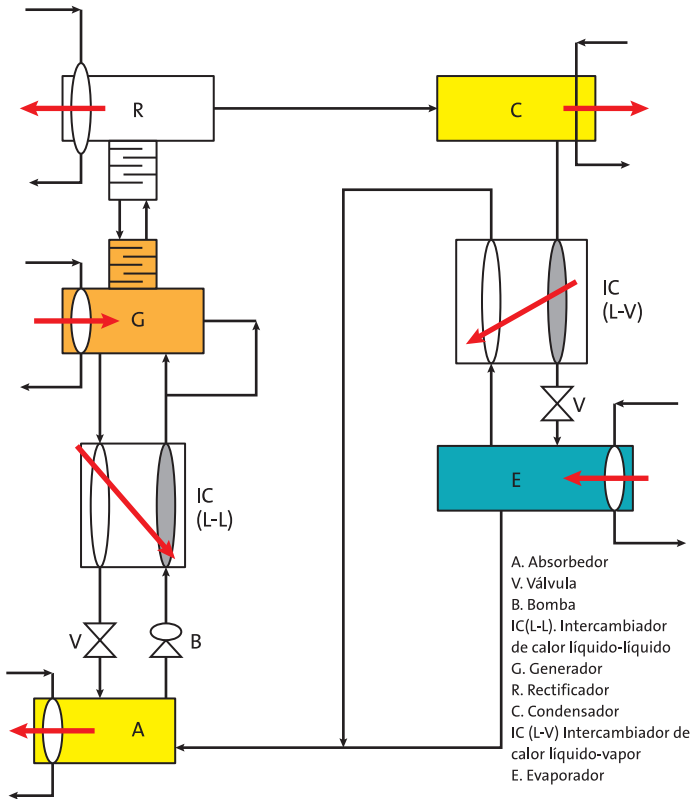 R
C
IC
(L-V)
G
V
E
IC
(L-L)
V
B
A
A. Absorbedor
V. Válvula
B. Bomba
IC(L-L). Intercambiador
de calor líquido-líquido
G. Generador
R. Rectificador
C. Condensador
IC (L-V) Intercambiador de
calor líquido-vapor
E. Evaporador